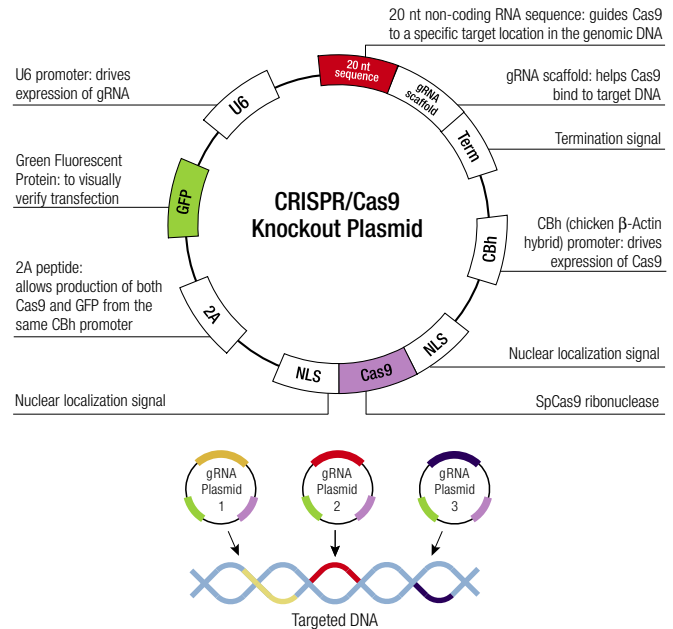 20 nt non-coding RNA sequence: guides Cas9
to a specific target location in the genomic DNA
U6 promoter: drives
expression of gRNA
20 nt
sequence
gRNA
scaffold
gRNA scaffold: helps Cas9
bind to target DNA
U6
Term
Termination signal
Green Fluorescent
Protein: to visually
verify transfection
GFP
CRISPR/Cas9
Knockout Plasmid
CBh
CBh (chicken β-Actin
hybrid) promoter: drives
expression of Cas9
2A peptide:
allows production of both
Cas9 and GFP from the
same CBh promoter
2A
NLS
Nuclear localization signal
NLS
Cas9
Nuclear localization signal
SpCas9 ribonuclease
gRNA
Plasmid
1
gRNA
Plasmid
2
gRNA
Plasmid
3
Targeted DNA